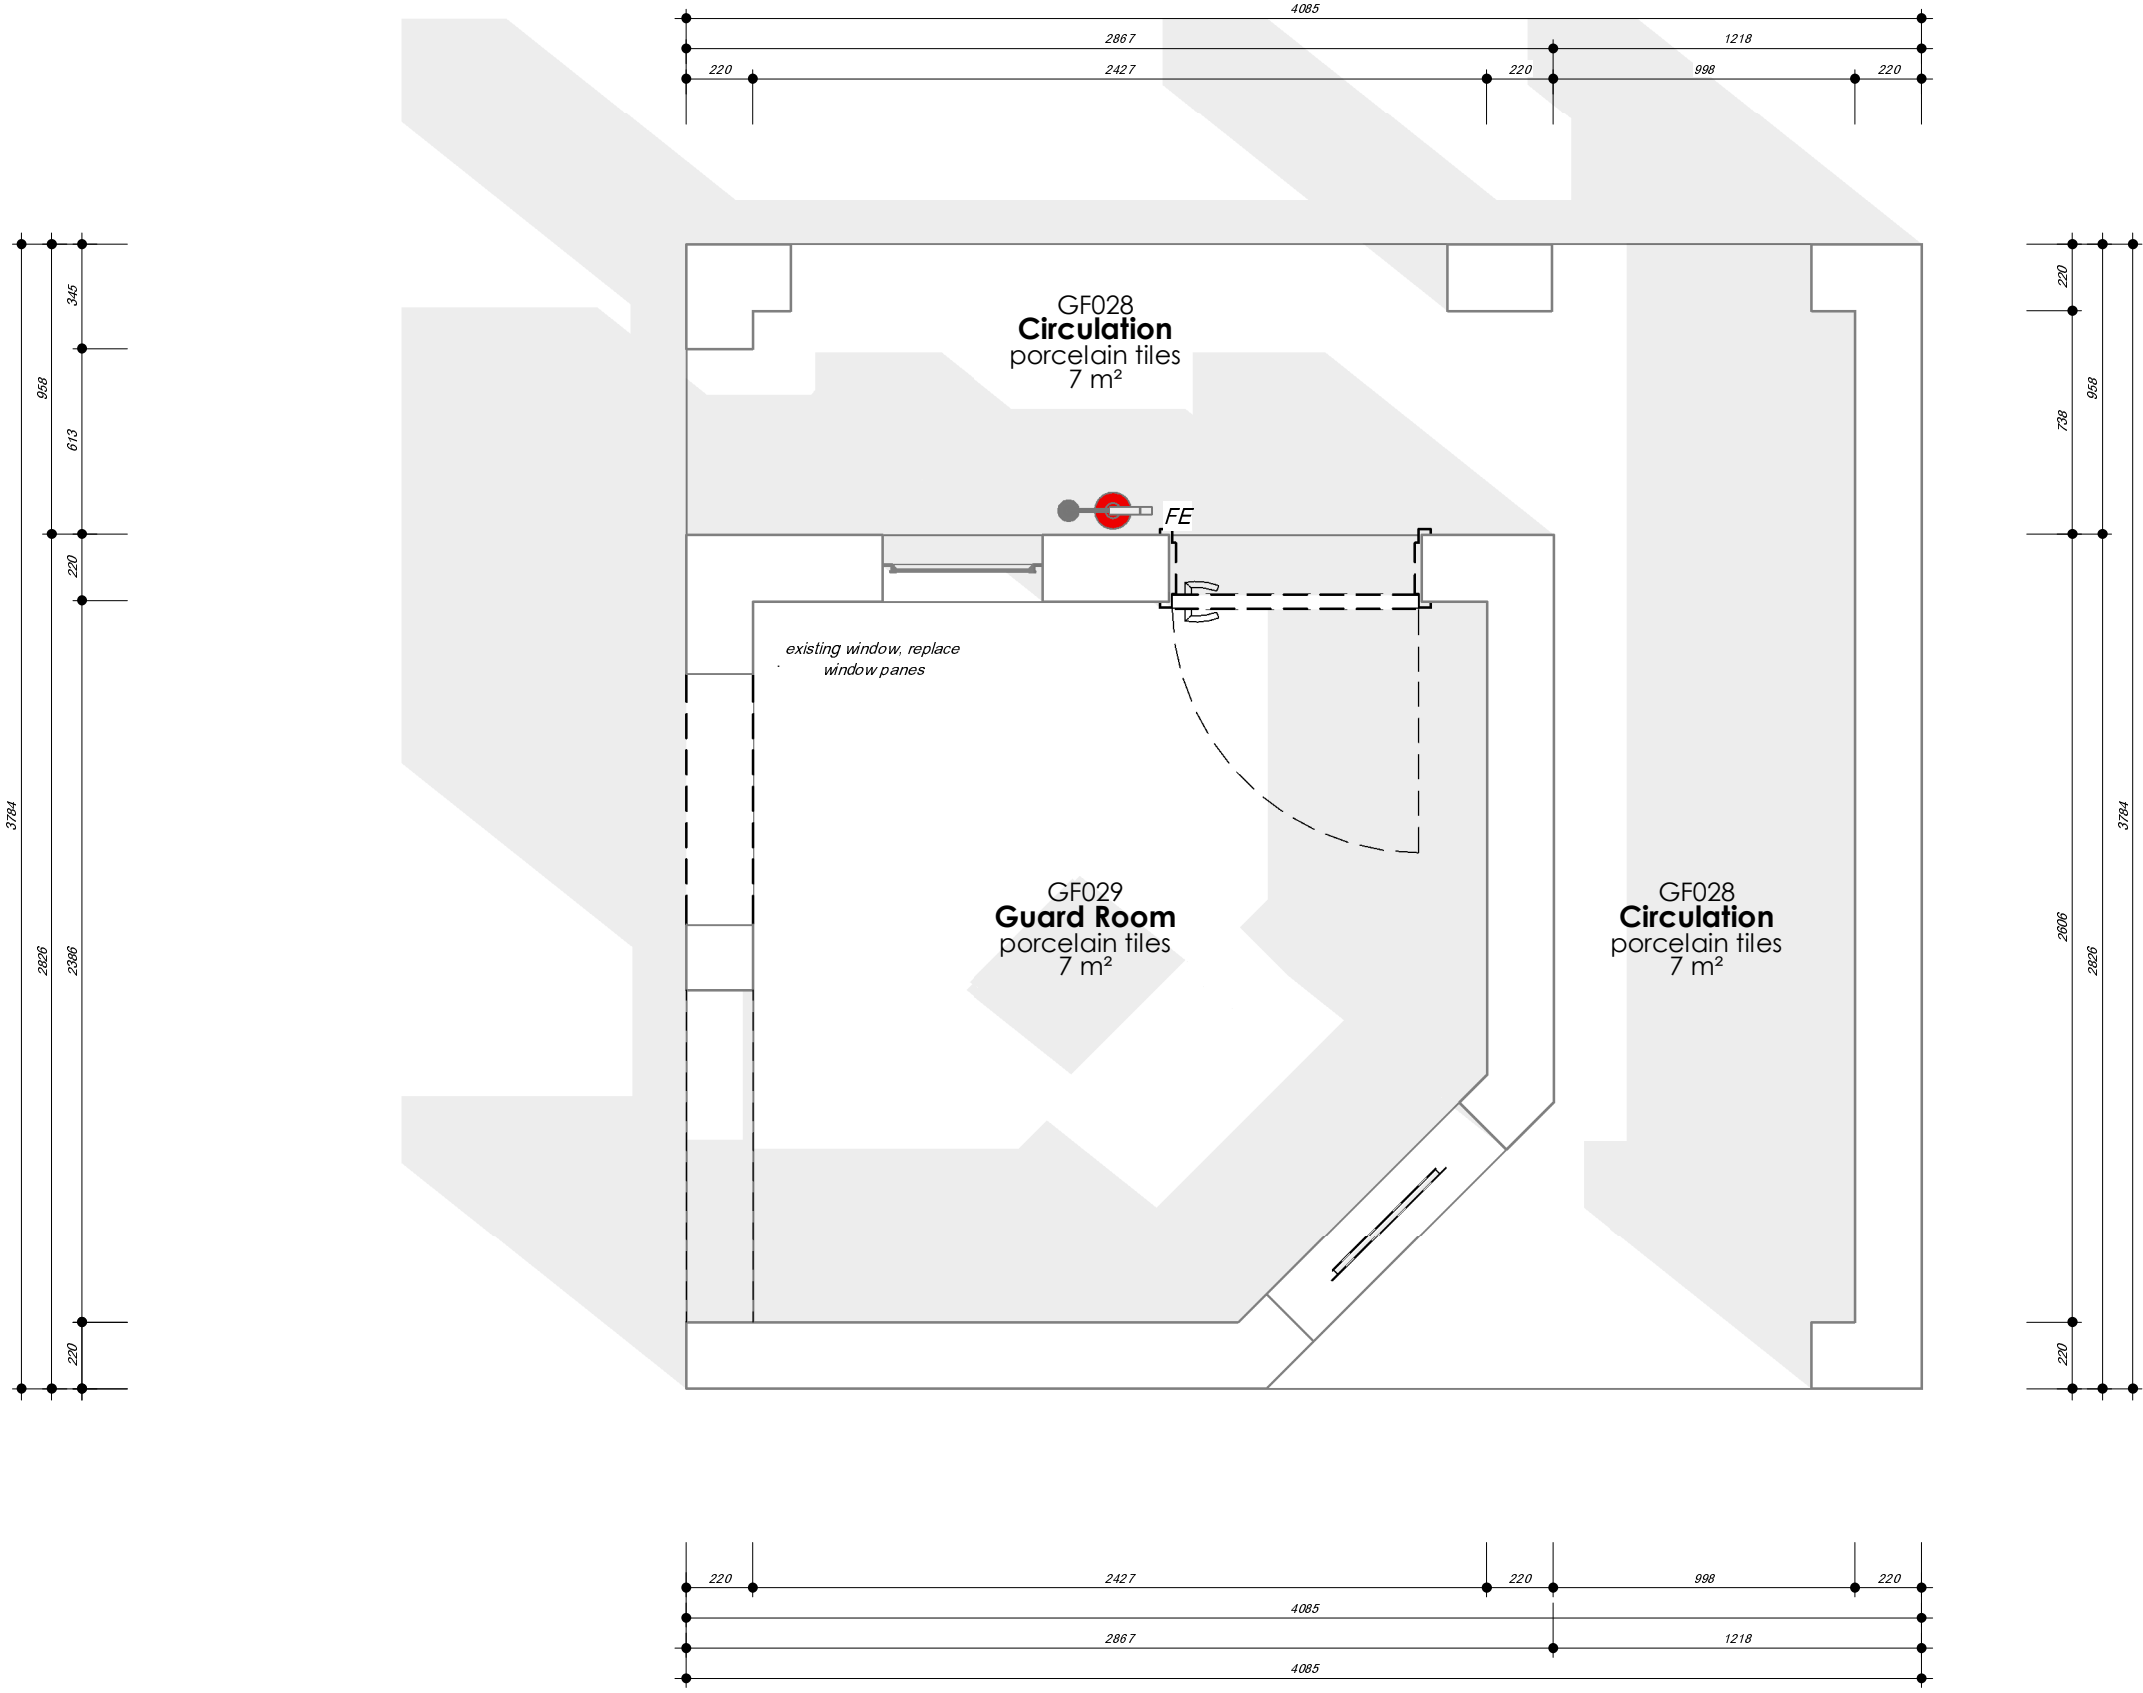 4085
2867
1218
220
2427
220
998
220
345
958
613
220
3784
2826
2386
220
220
958
738
3784
2606
2826
220
GF028
Circulation
porcelain tiles
7 m²
FE
existing window, replace
window panes
GF029
Guard Room
porcelain tiles
7 m²
GF028
Circulation
porcelain tiles
7 m²
220
2427
220
998
220
4085
2867
1218
4085